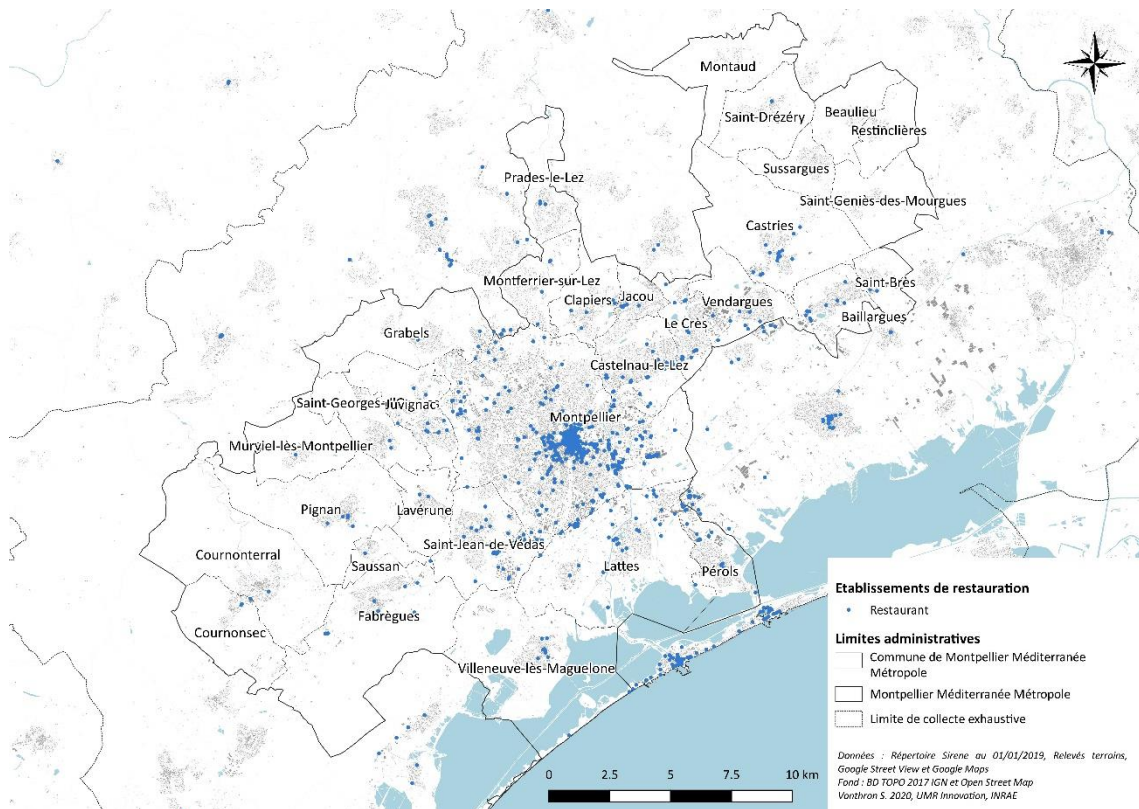 Montaud
Saint-Drézéry
Beaulieu
Restinclières
Sussargues
Prades-le-Lez
Saint-Geniès-des-Mourgues
Castries
Montferrier-sur-Lez
Saint-Brès
Clapiers
Jacou
Vendargues
Baillargues
Le Crès
Grabels
Castelnau-le-Lez
Saint-Georges-
Juvignac
Montpellier
Murviel-lès-Montpellier
Pignan
Lavérune
Saint-Jean-de-Védas
Cournonterral
Saussan
Lattes
Pérols
Fabrègues
Cournonsec
Villeneuve-lès-Maguelone
Etablissements de restauration
Restaurant
Limites administratives
Commune de Montpellier Méditerranée
Métropole
Montpellier Méditerranée Métropole
Limite de collecte exhaustive
Données : Répertoire Sirene au 01/01/2019, Relevés terroins,
Google Street View et Google Maps
Fond : BD TOPO 2017 IGN et Open Street Map
Vonthron S. 2020, UMR Innovation, INRAE
0 2.5 5 7.5 10 km